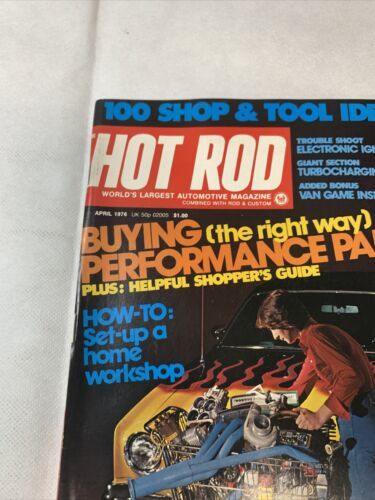 100 SHOP & TOOL IDE
HOT ROD
WORLD'S LARGEST AUTOMOTIVE MAGAZINE
COMBINED WITH ROD & CUSTOM
TROUBLE SHOOT
ELECTRONIC IGN
GIANT SECTION
TURBOCHARGIN
ADDED BONUS
VAN GAME INS
APRIL 1976 UK 50p 02005 $1.00
BUYING (the right way)
PERFORMANCE PA
PLUS: HELPFUL SHOPPER'S GUIDE
HOW-TO:
Set-up a
home
workshop